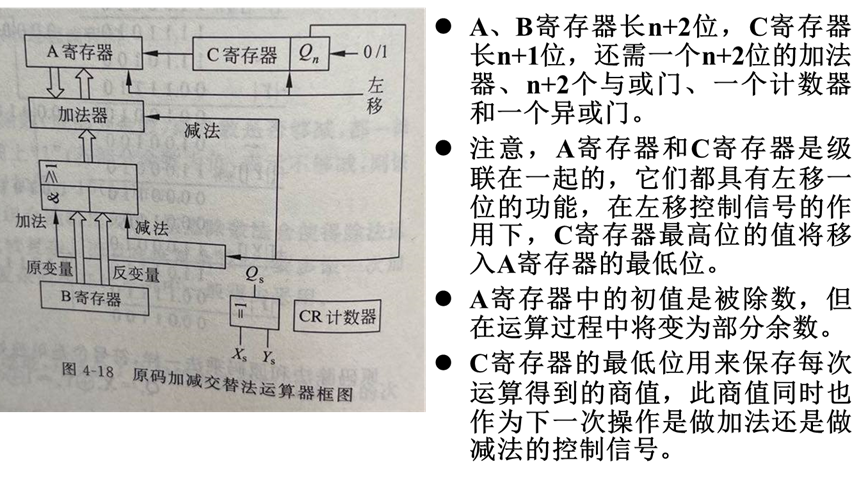 A寄存器
C寄存器
Qn
0/1
左移
加法器
减法
≥1
&
加法
减法
原变量
反变量
B寄存器
Qs
=1
CR计数器
Xs Ys
图 4-18 原码加减交替法运算器框图
● A、B寄存器长n+2位，C寄存器
长n+1位，还需一个n+2位的加法
器、n+2个与或门、一个计数器
和一个异或门。
● 注意，A寄存器和C寄存器是级
联在一起的，它们都具有左移一
位的功能，在左移控制信号的作
用下，C寄存器最高位的值将移
入A寄存器的最低位。
● A寄存器中的初值是被除数，但
在运算过程中将变为部分余数。
● C寄存器的最低位用来保存每次
运算得到的商值，此商值同时也
作为下一次操作是做加法还是做
减法的控制信号。